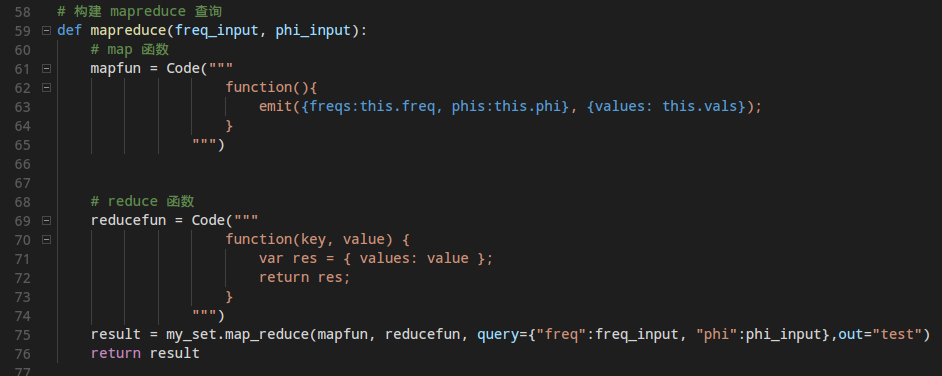 58 # 构建 mapreduce 查询
59 def mapreduce(freq_input, phi_input):
60 # map 函数
61 mapfun = Code("""
62 function(){
63 emit({freqs:this.freq, phis:this.phi}, {values: this.vals});
64 }
65 """)
66
67
68 # reduce 函数
69 reducefun = Code("""
70 function(key, value) {
71 var res = { values: value };
72 return res;
73 }
74 """)
75 result = my_set.map_reduce(mapfun, reducefun, query={"freq":freq_input, "phi":phi_input},out="test")
76 return result
77